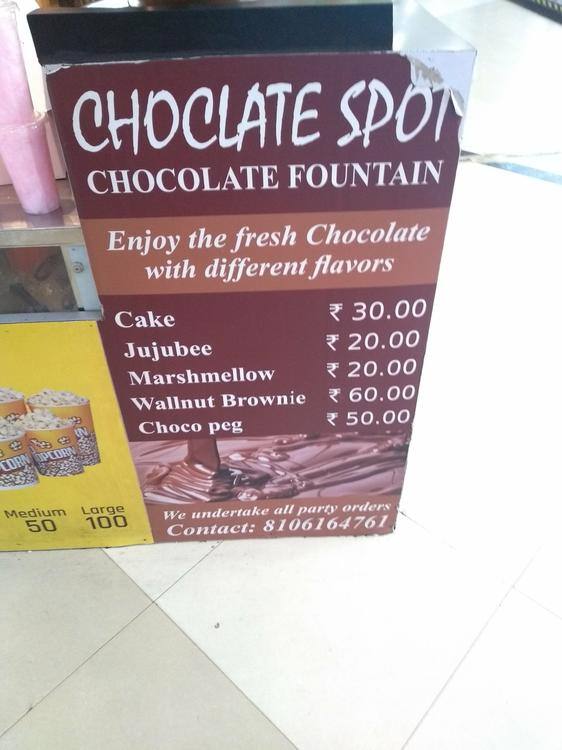 CHOCLATE SPOT
CHOCOLATE FOUNTAIN
Enjoy the fresh Chocolate
with different flavors
Cake ₹ 30.00
Jujubee ₹ 20.00
Marshmellow ₹ 20.00
Wallnut Brownie ₹ 60.00
Choco peg ₹ 50.00
We undertake all party orders
Contact: 8106164761
POPCORN
Medium Large
50 100